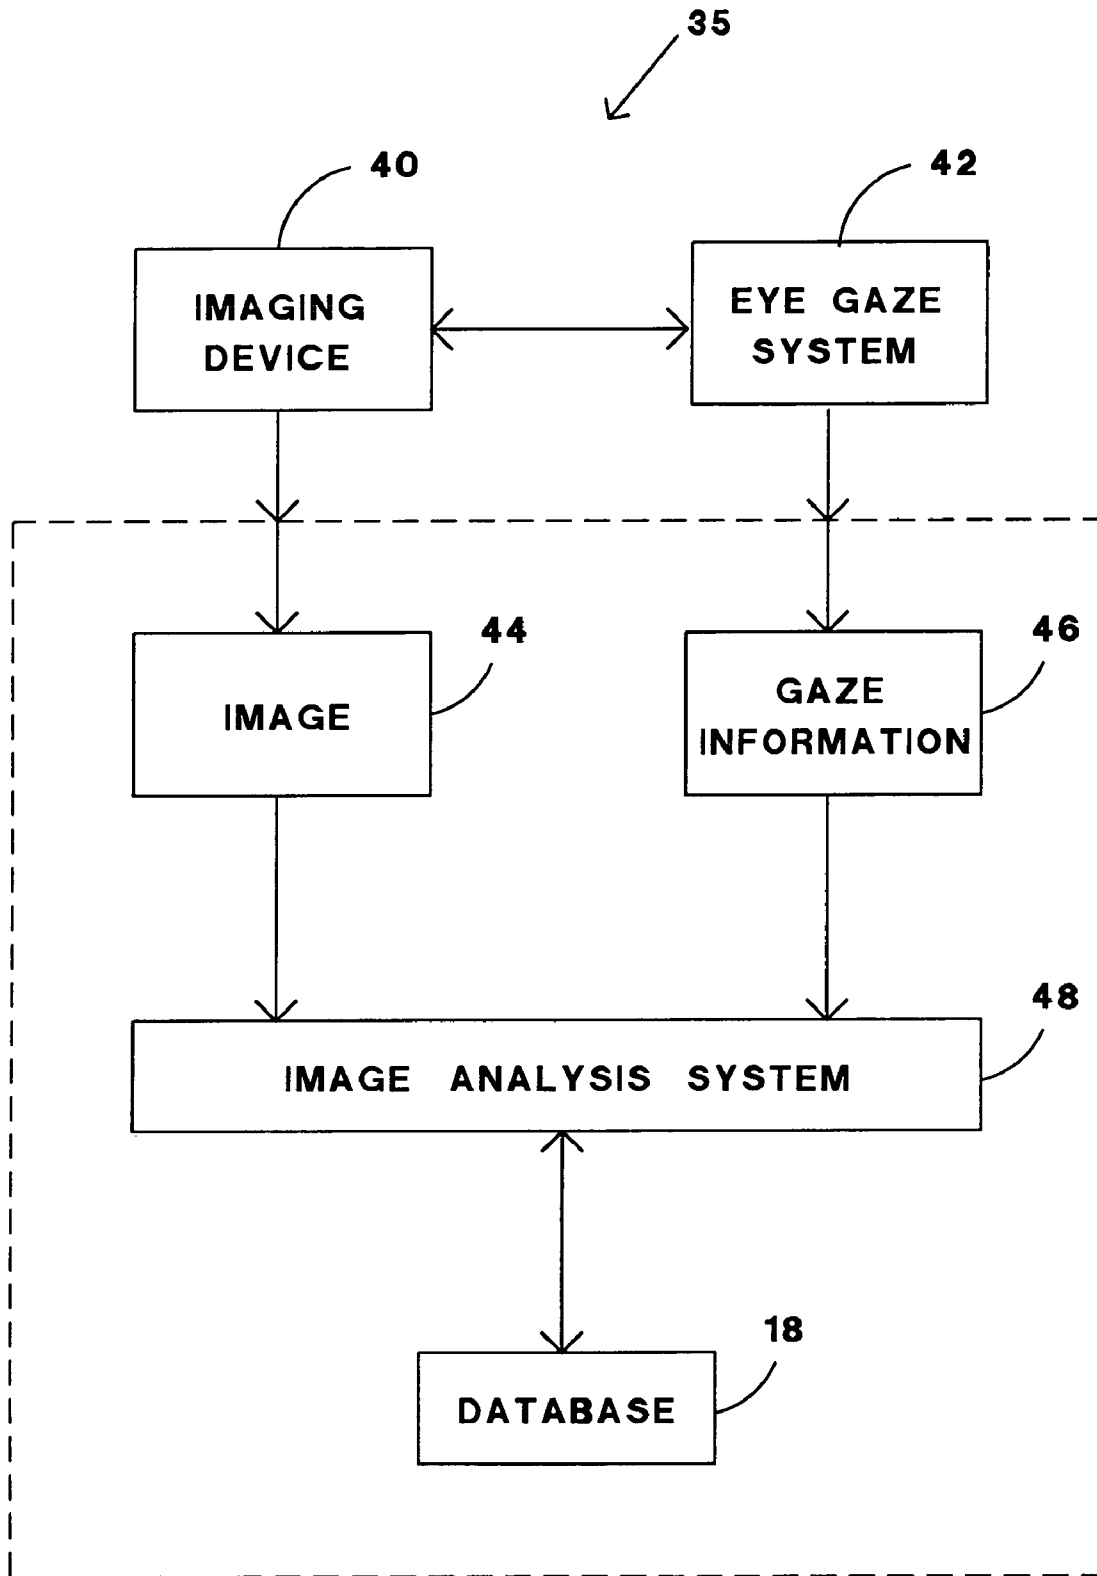 35
40
42
IMAGING
DEVICE
EYE GAZE
SYSTEM
44
46
IMAGE
GAZE
INFORMATION
48
IMAGE ANALYSIS SYSTEM
18
DATABASE